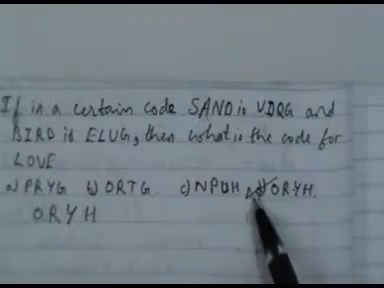 If in a certain code SAND is VDQG and
BIRD is ELUG, then what is the code for
LOVE
a) PRYG b) ORTG c) NPUH d) ORYH.
ORYH